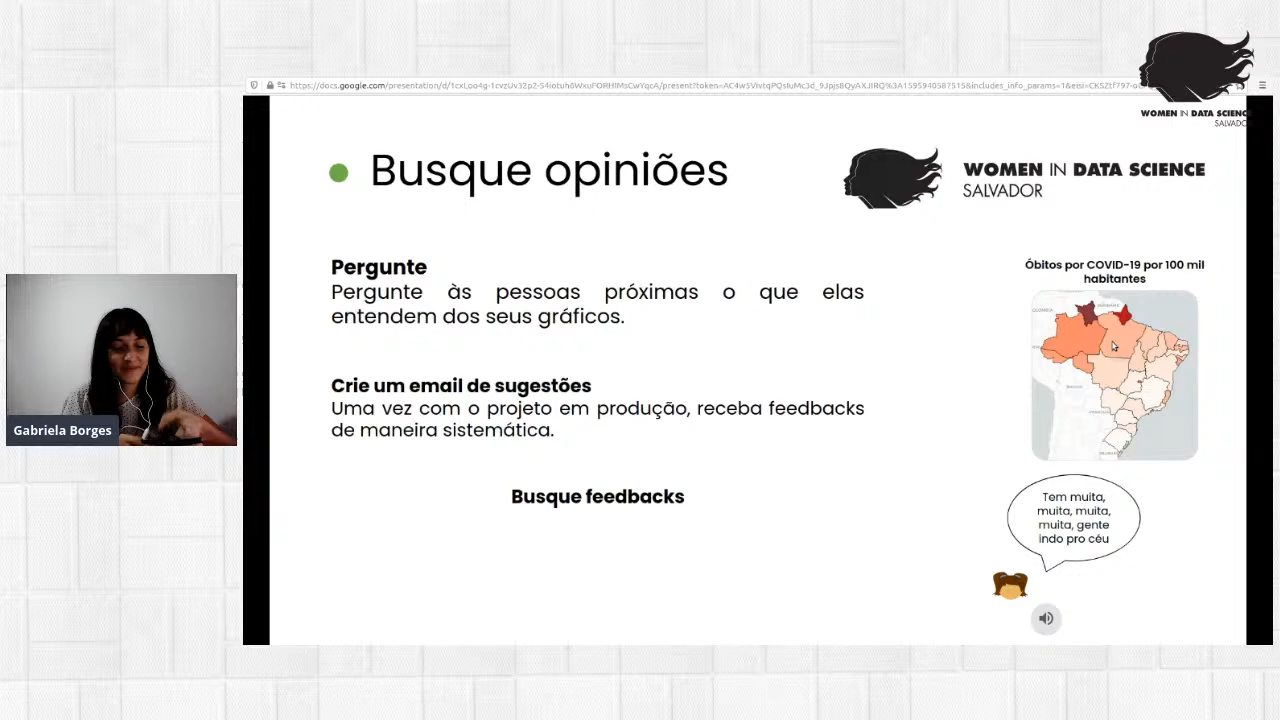 WOMEN IN DATA SCIENCE
SALVADOR
Busque opiniões
WOMEN IN DATA SCIENCE
SALVADOR
Pergunte
Pergunte às pessoas próximas o que elas
entendem dos seus gráficos.
Crie um email de sugestões
Uma vez com o projeto em produção, receba feedbacks
de maneira sistemática.
Busque feedbacks
Óbitos por COVID-19 por 100 mil
habitantes
Tem muita,
muita, muita,
muita, gente
indo pro céu
Gabriela Borges